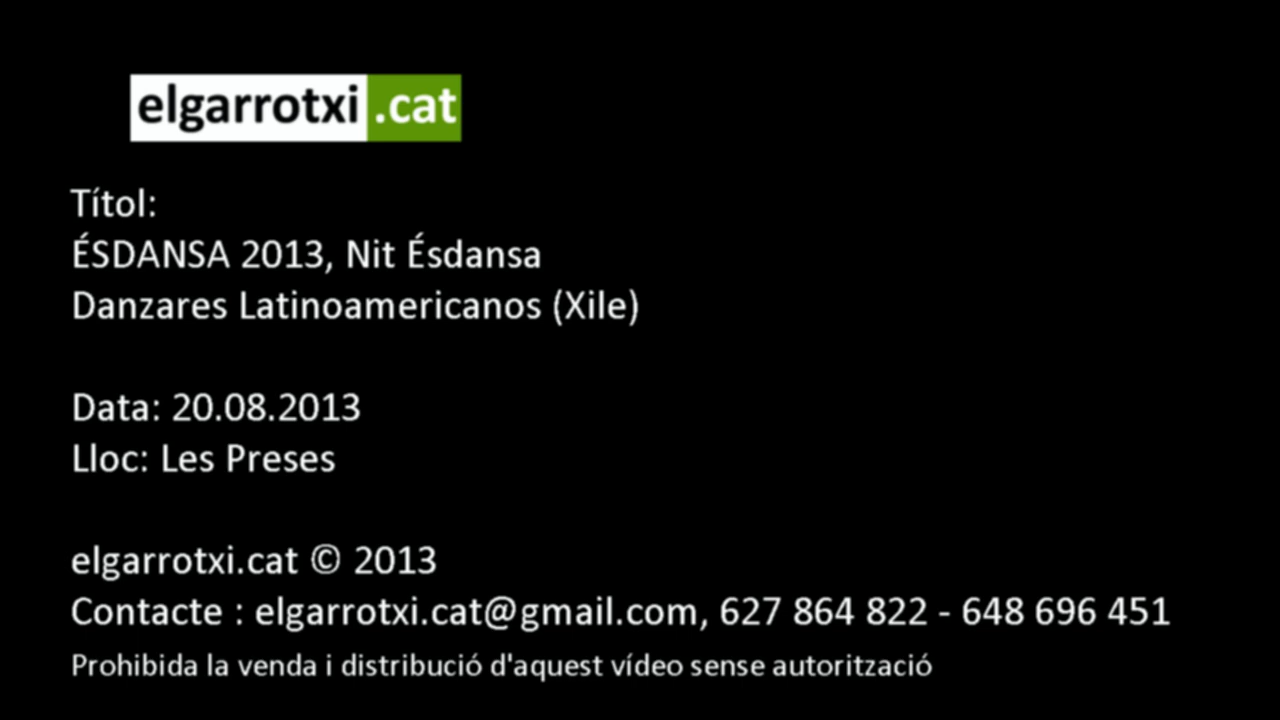 elgarrotxi .cat
Títol:
ÉSDANSA 2013, Nit Ésdansa
Danzares Latinoamericanos (Xile)
Data: 20.08.2013
Lloc: Les Preses
elgarrotxi.cat © 2013
Contacte : elgarrotxi.cat@gmail.com, 627 864 822 - 648 696 451
Prohibida la venda i distribució d'aquest vídeo sense autorització